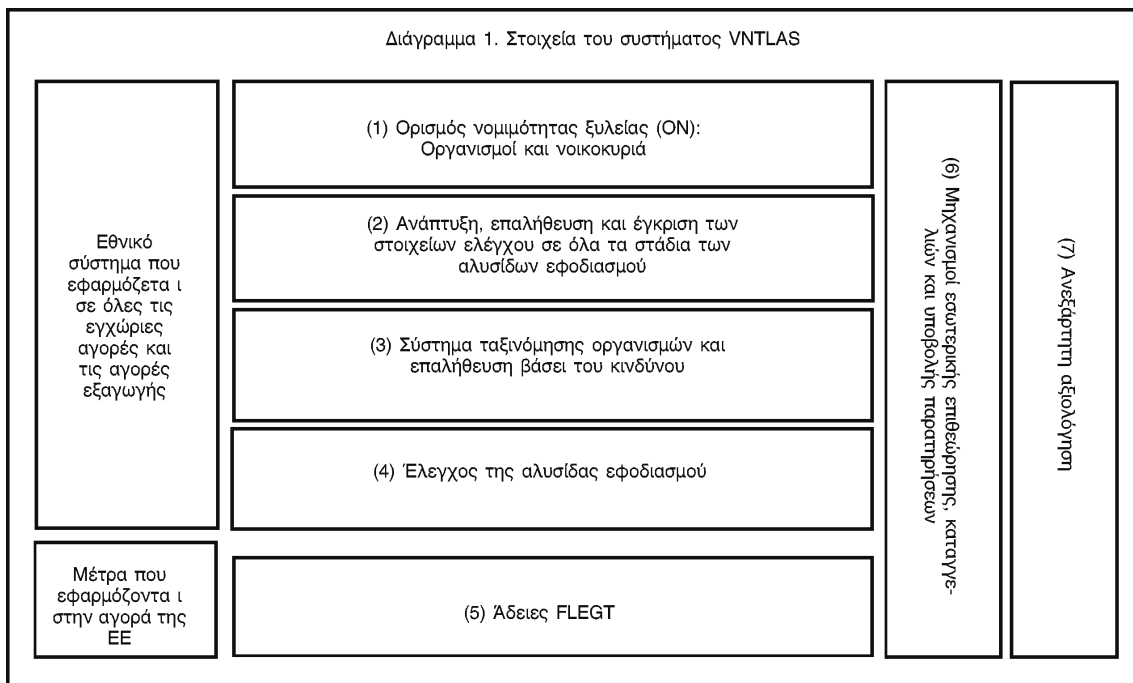 Διάγραμμα 1. Στοιχεία του συστήματος VNTLAS
Εθνικό
σύστημα που
εφαρμόζετα ι
σε όλες τις
εγχώριες
αγορές και
τις αγορές
εξαγωγής
(1) Ορισμός νομιμότητας ξυλείας (ΟΝ):
Οργανισμοί και νοικοκυριά
(2) Ανάπτυξη, επαλήθευση και έγκριση των
στοιχείων ελέγχου σε όλα τα στάδια των
αλυσίδων εφοδιασμού
(3) Σύστημα ταξινόμησης οργανισμών και
επαλήθευση βάσει του κινδύνου
(4) Έλεγχος της αλυσίδας εφοδιασμού
Μέτρα που
εφαρμόζοντα ι
στην αγορά της
ΕΕ
(5) Άδειες FLEGT
(6) Μηχανισμοί εσωτερικής επιθεώρησης, καταγγε-
λιών και υποβολής παρατηρήσεων
(7) Ανεξάρτητη αξιολόγηση